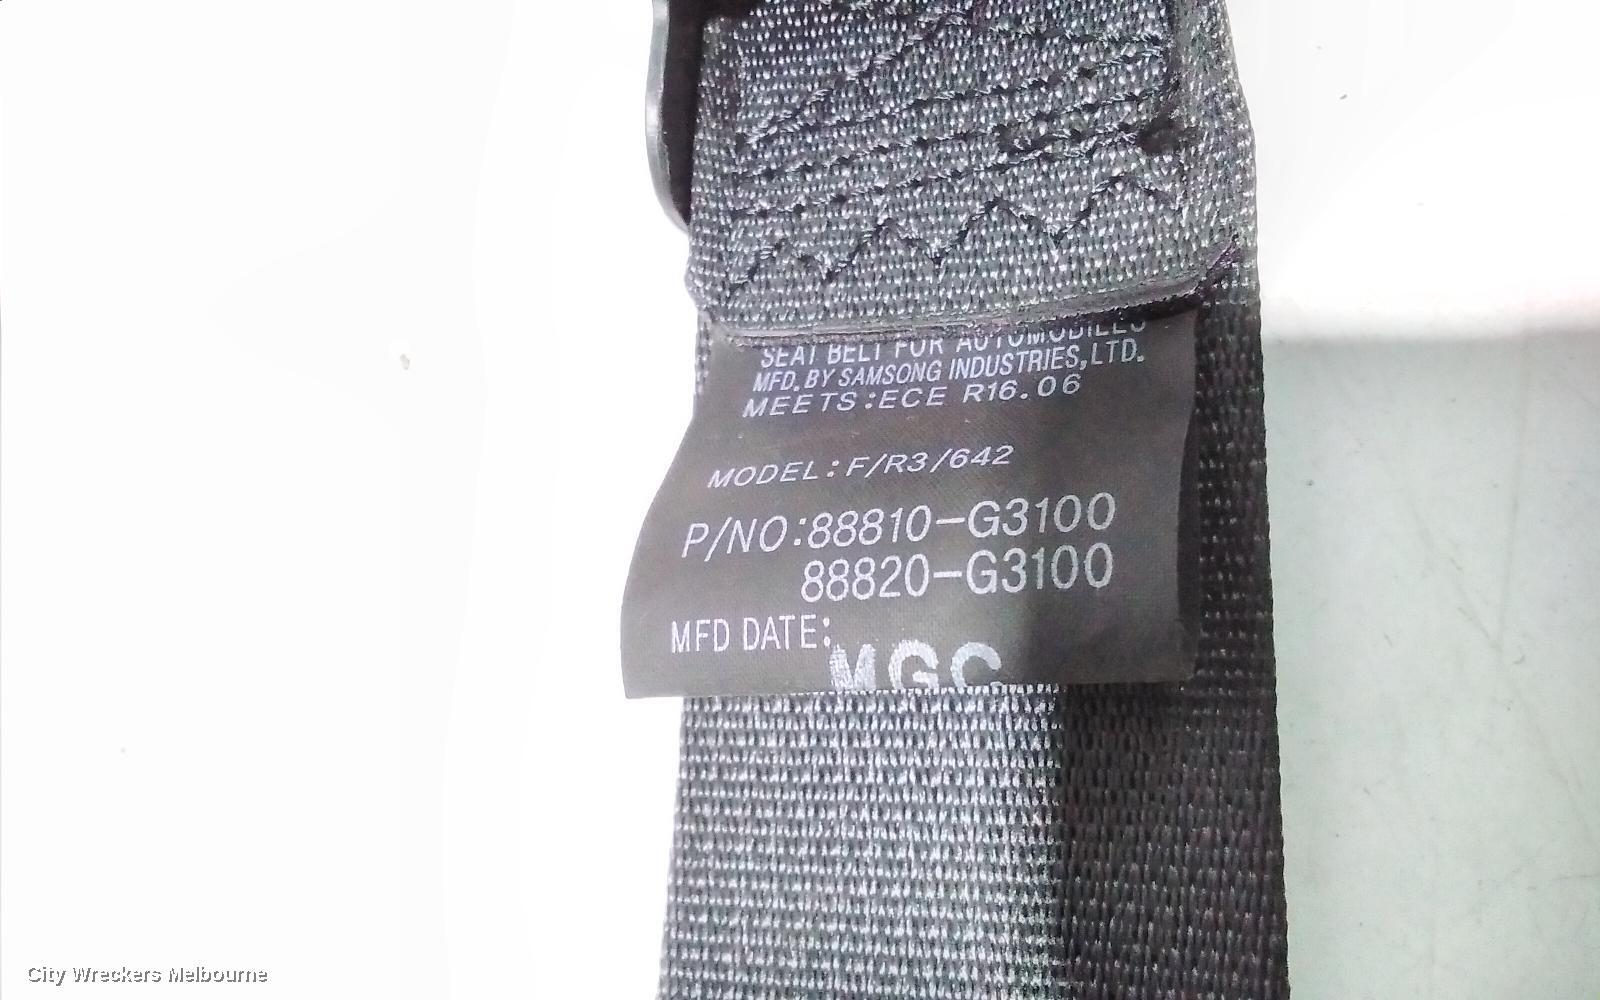 SEAT BELT FOR AUTOMOBILES
MFD. BY SAMSONG INDUSTRIES, LTD.
MEETS:ECE R16.06
MODEL:F/R3/642
P/NO:88810-G3100
88820-G3100
MFD DATE:
MGC
City Wreckers Melbourne